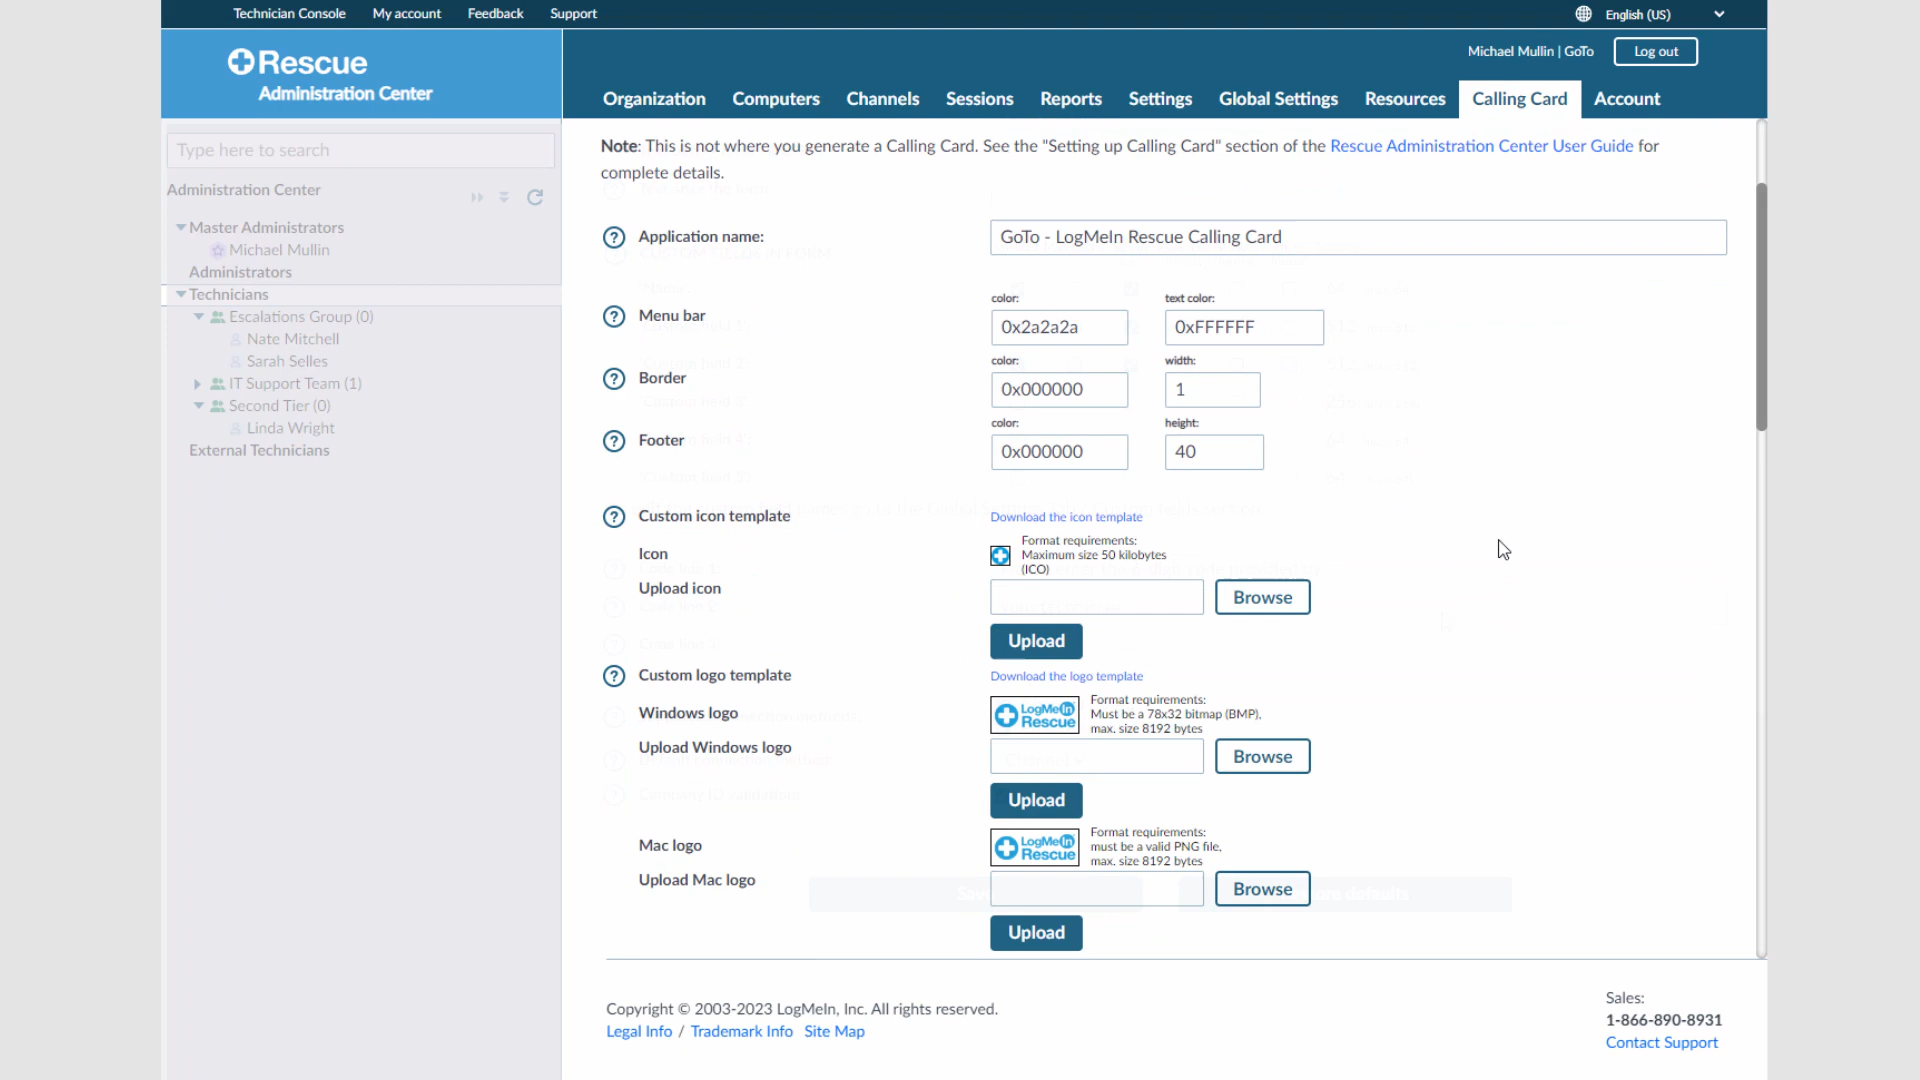 Technician Console My account Feedback Support English (US)
Rescue
Administration Center
Michael Mullin | GoTo Log out
Organization Computers Channels Sessions Reports Settings Global Settings Resources Calling Card Account
Type here to search
Administration Center
Master Administrators
Michael Mullin
Administrators
Technicians
Escalations Group (0)
Nate Mitchell
Sarah Selles
IT Support Team (1)
Second Tier (0)
Linda Wright
External Technicians
Note: This is not where you generate a Calling Card. See the "Setting up Calling Card" section of the Rescue Administration Center User Guide for
complete details.
Application name: GoTo - LogMeIn Rescue Calling Card
color: text color:
Menu bar 0x2a2a2a 0xFFFFFF
color: width:
Border 0x000000 1
color: height:
Footer 0x000000 40
Custom icon template Download the icon template
Icon
Format requirements:
Maximum size 50 kilobytes
(ICO)
Upload icon Browse
Upload
Custom logo template Download the logo template
Windows logo
LogMeIn
Rescue
Format requirements:
Must be a 78x32 bitmap (BMP),
max. size 8192 bytes
Upload Windows logo Browse
Upload
Mac logo
LogMeIn
Rescue
Format requirements:
must be a valid PNG file,
max. size 8192 bytes
Upload Mac logo Browse
Upload
Copyright © 2003-2023 LogMeIn, Inc. All rights reserved.
Legal Info / Trademark Info Site Map
Sales:
1-866-890-8931
Contact Support